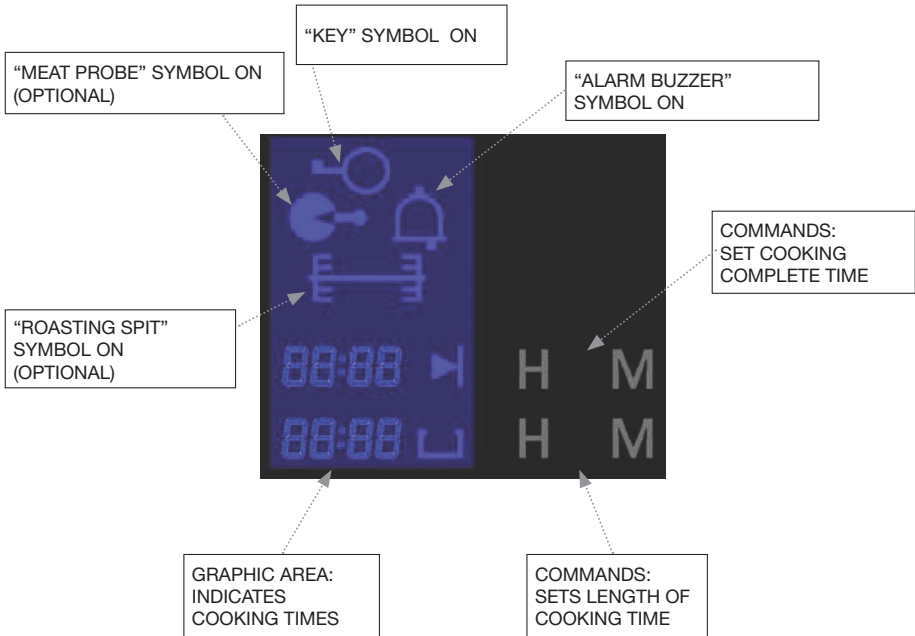 “KEY” SYMBOL ON
“MEAT PROBE” SYMBOL ON
(OPTIONAL)
“ALARM BUZZER”
SYMBOL ON
COMMANDS:
SET COOKING
COMPLETE TIME
“ROASTING SPIT”
SYMBOL ON
(OPTIONAL)
88:88 H M
88:88 H M
GRAPHIC AREA:
INDICATES
COOKING TIMES
COMMANDS:
SETS LENGTH OF
COOKING TIME